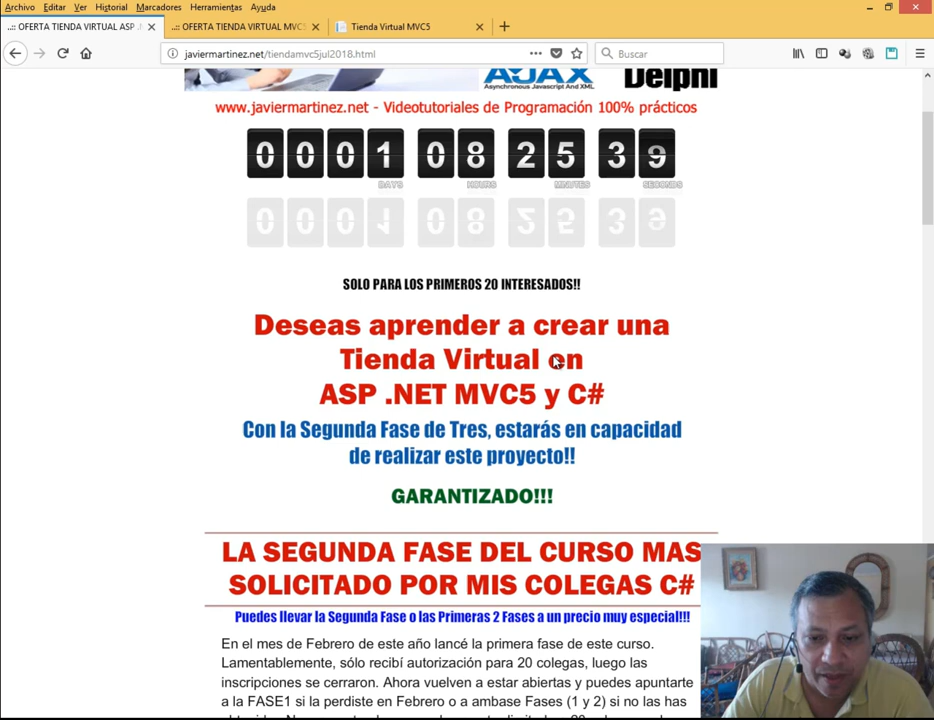 Archivo Editar Ver Historial Marcadores Herramientas Ayuda
..:: OFERTA TIENDA VIRTUAL ASP .N
..:: OFERTA TIENDA VIRTUAL MVC5
Tienda Virtual MVC5
javiermartinez.net/tiendamvc5jul2018.html
Buscar
AJAX
Asynchronous Javascript And XML
Delphi
www.javiermartinez.net - Videotutoriales de Programación 100% prácticos
0 0 0 1 0 8 2 5 3 9
DAYS HOURS MINUTES SECONDS
SOLO PARA LOS PRIMEROS 20 INTERESADOS!!
Deseas aprender a crear una
Tienda Virtual en
ASP .NET MVC5 y C#
Con la Segunda Fase de Tres, estarás en capacidad
de realizar este proyecto!!
GARANTIZADO!!!
LA SEGUNDA FASE DEL CURSO MAS
SOLICITADO POR MIS COLEGAS C#
Puedes llevar la Segunda Fase o las Primeras 2 Fases a un precio muy especial!!!
En el mes de Febrero de este año lancé la primera fase de este curso.
Lamentablemente, sólo recibí autorización para 20 colegas, luego las
inscripciones se cerraron. Ahora vuelven a estar abiertas y puedes apuntarte
a la FASE1 si la perdiste en Febrero o a ambase Fases (1 y 2) si no las has